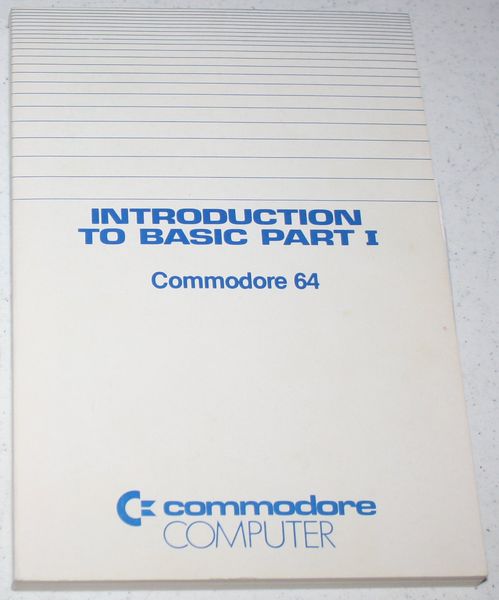 INTRODUCTION
TO BASIC PART I
Commodore 64
commodore
COMPUTER